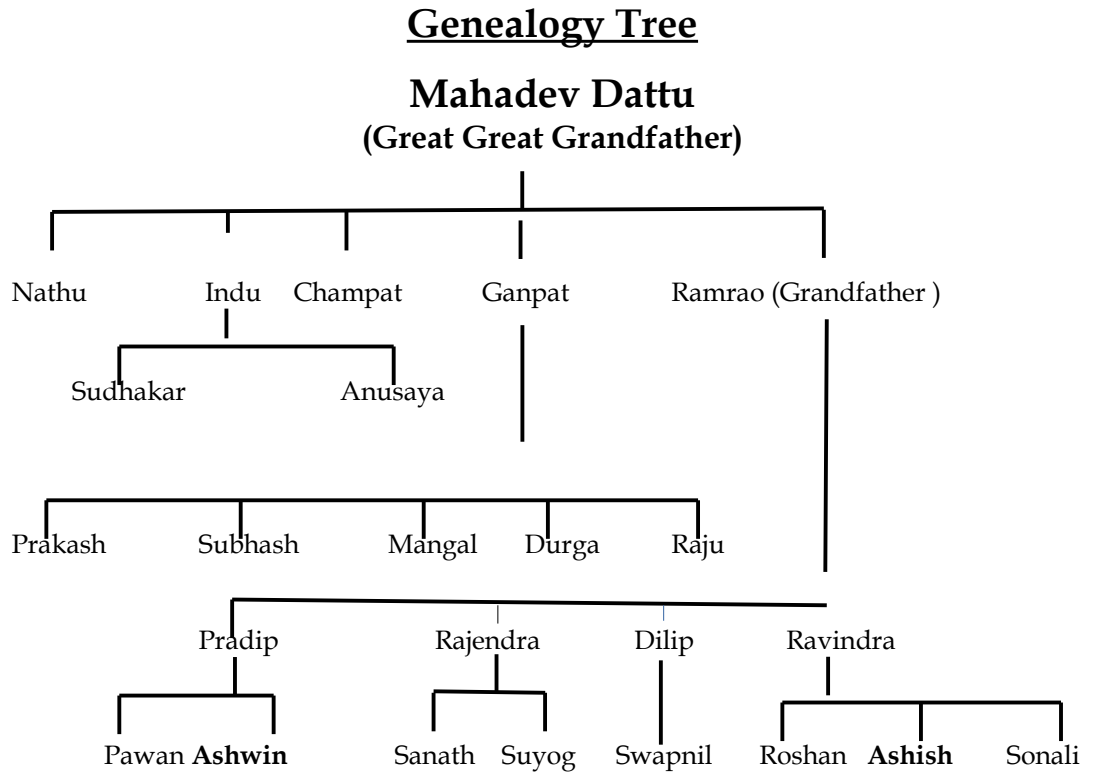 Genealogy Tree
Mahadev Dattu
(Great Great Grandfather)
Nathu Indu Champat Ganpat Ramrao (Grandfather )
Sudhakar Anusaya
Prakash Subhash Mangal Durga Raju
Pradip Rajendra Dilip Ravindra
Pawan Ashwin Sanath Suyog Swapnil Roshan Ashish Sonali